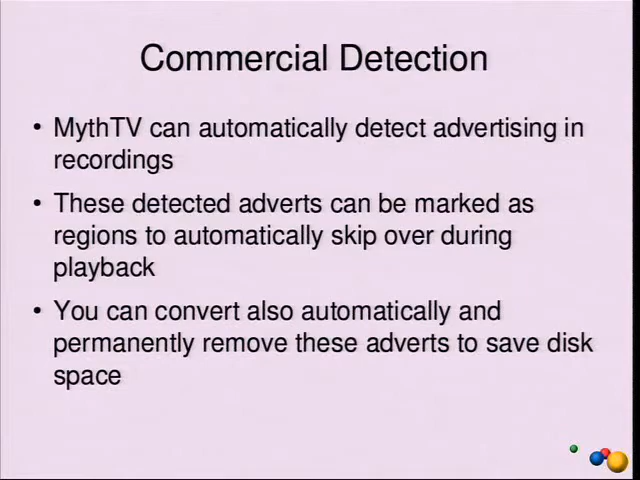 Commercial Detection
• MythTV can automatically detect advertising in
recordings
• These detected adverts can be marked as
regions to automatically skip over during
playback
• You can convert also automatically and
permanently remove these adverts to save disk
space